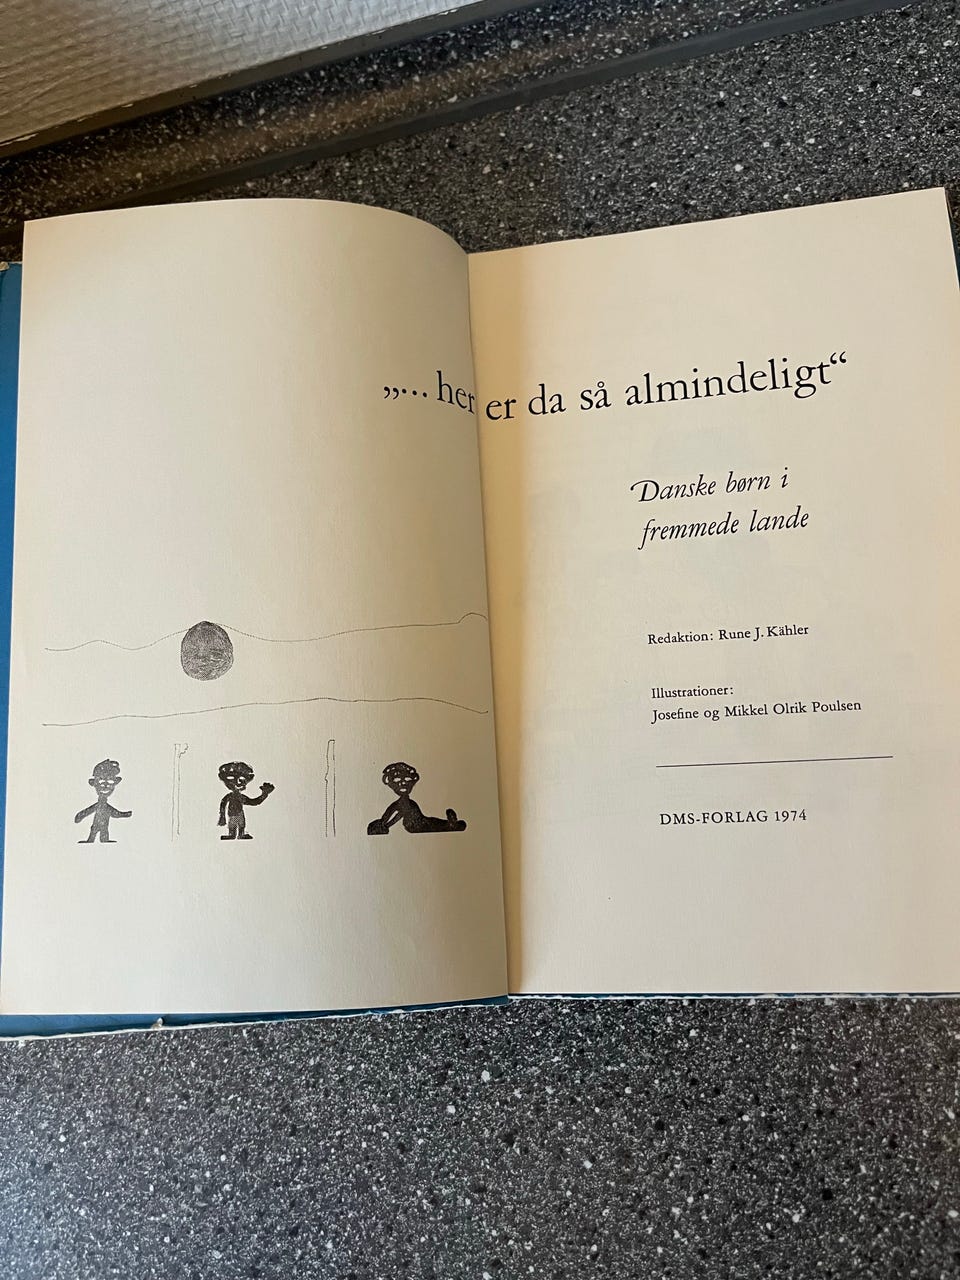 „... her er da så almindeligt“
Danske børn i
fremmede lande
Redaktion: Rune J. Kähler
Illustrationer:
Josefine og Mikkel Olrik Poulsen
DMS-FORLAG 1974